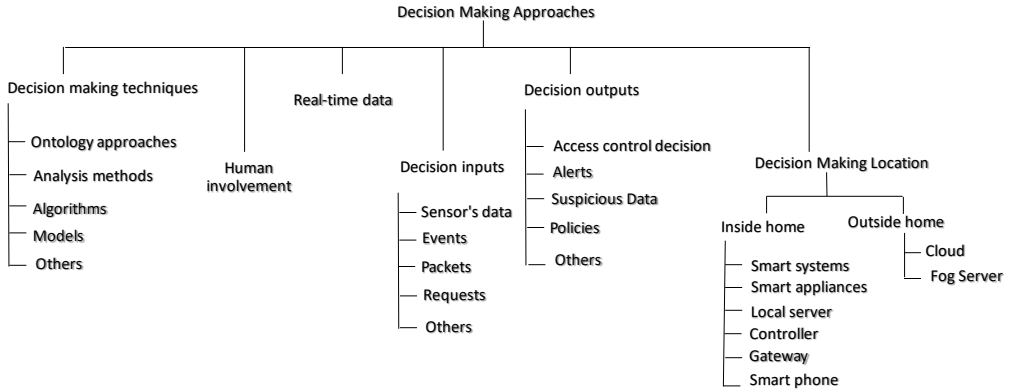 Decision Making Approaches
Decision making techniques
Ontology approaches
Analysis methods
Algorithms
Models
Others
Human
involvement
Real-time data
Decision inputs
Sensor's data
Events
Packets
Requests
Others
Decision outputs
Access control decision
Alerts
Suspicious Data
Policies
Others
Decision Making Location
Inside home
Smart systems
Smart appliances
Local server
Controller
Gateway
Smart phone
Outside home
Cloud
Fog Server